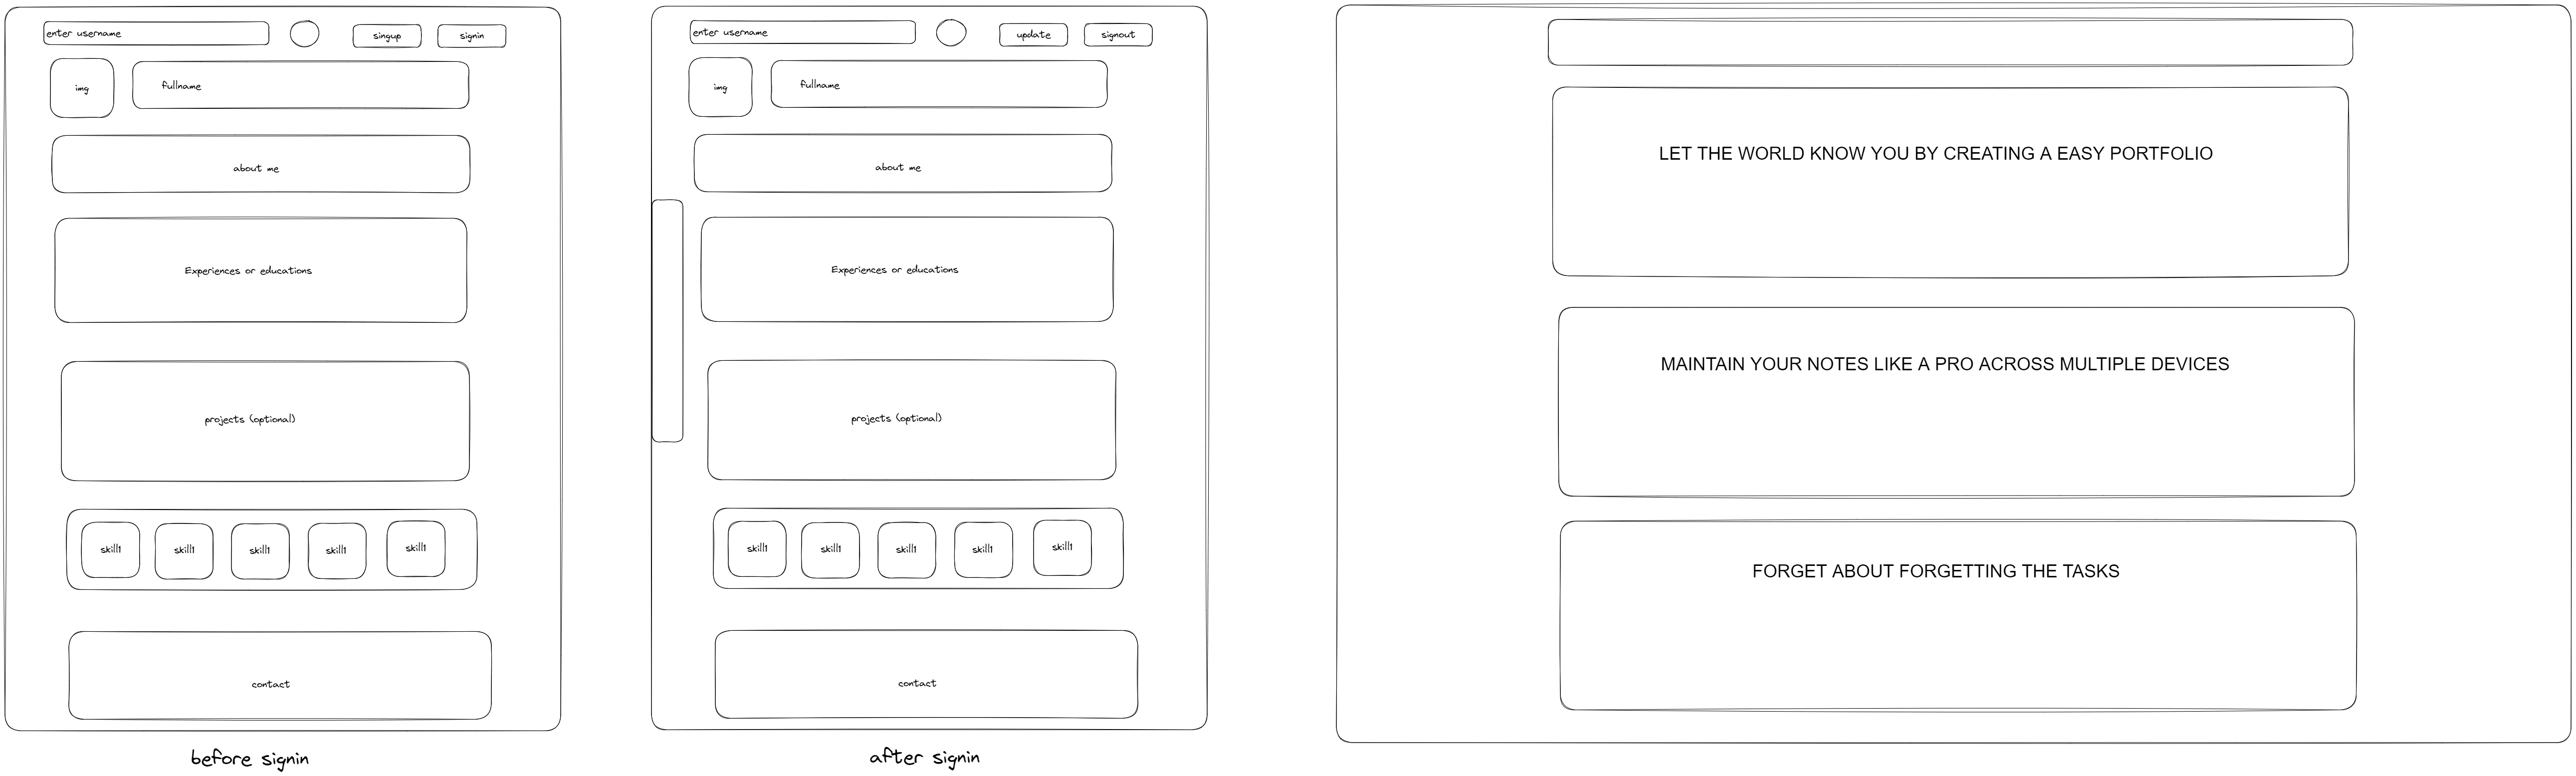 enter username
singup
signin
img
fullname
about me
Experiences or educations
projects (optional)
skill1
skill1
skill1
skill1
skill1
contact
before signin
enter username
update
signout
img
fullname
about me
Experiences or educations
projects (optional)
skill1
skill1
skill1
skill1
skill1
contact
after signin
LET THE WORLD KNOW YOU BY CREATING A EASY PORTFOLIO
MAINTAIN YOUR NOTES LIKE A PRO ACROSS MULTIPLE DEVICES
FORGET ABOUT FORGETTING THE TASKS